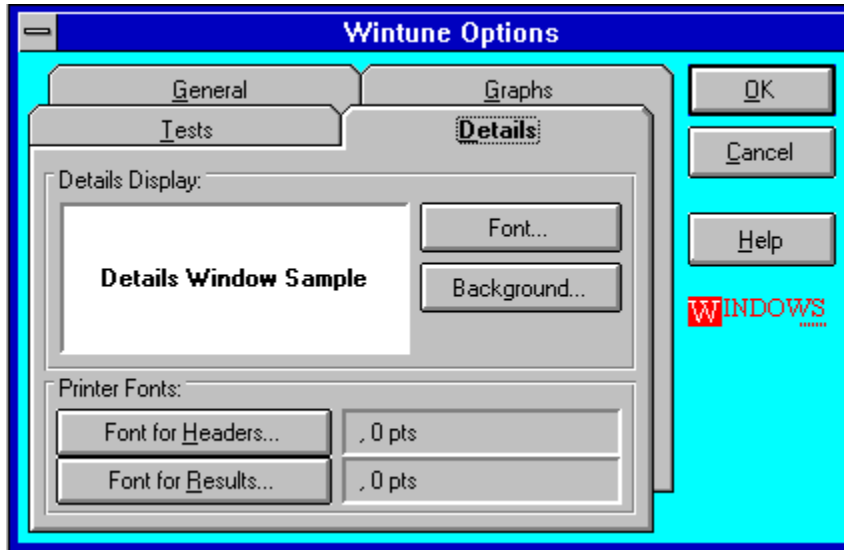 Wintune Options
General Graphs
Tests Details
OK
Cancel
Help
WINDOWS
Details Display:
Details Window Sample
Font...
Background...
Printer Fonts:
Font for Headers... , 0 pts
Font for Results... , 0 pts